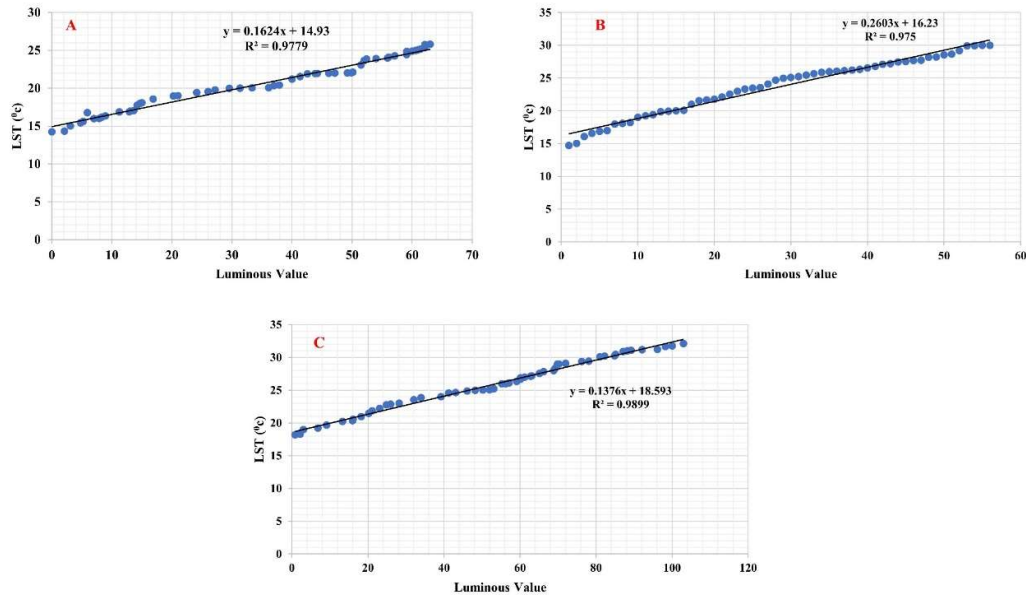 A
y = 0.1624x + 14.93
R² = 0.9779
30
25
20
15
10
5
0
LST (⁰c)
0 10 20 30 40 50 60 70
Luminous Value
B
y = 0.2603x + 16.23
R² = 0.975
35
30
25
20
15
10
5
0
LST (⁰c)
0 10 20 30 40 50 60
Luminous Value
C
y = 0.1376x + 18.593
R² = 0.9899
35
30
25
20
15
10
5
0
LST (⁰c)
0 20 40 60 80 100 120
Luminous Value